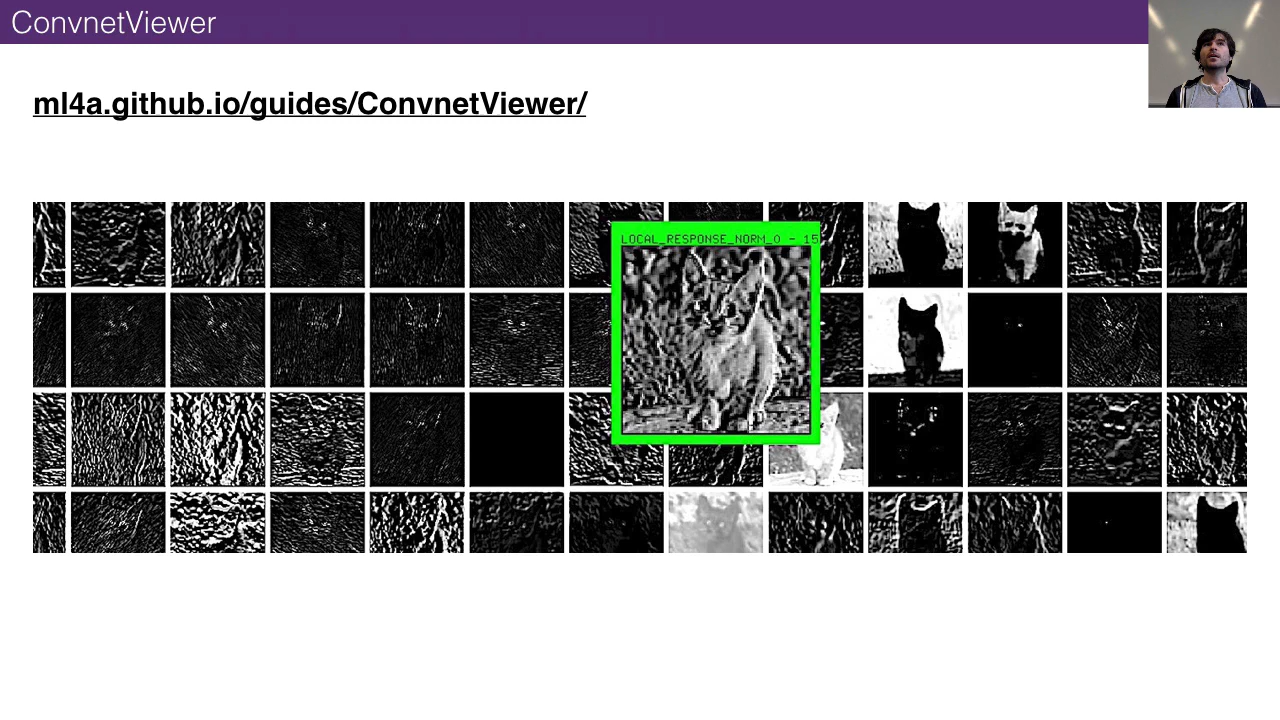 ConvnetViewer
ml4a.github.io/guides/ConvnetViewer/
LOCAL_RESPONSE_NORM_0 - 15